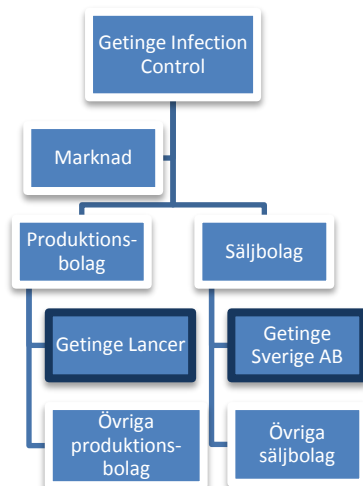 Getinge Infection
Control
Marknad
Produktions-
bolag
Säljbolag
Getinge Lancer
Getinge
Sverige AB
Övriga
produktions-
bolag
Övriga
säljbolag